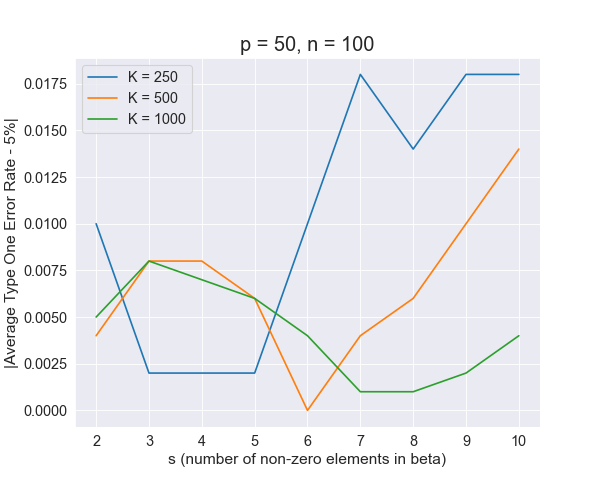 p = 50, n = 100
K = 250
K = 500
K = 1000
|Average Type One Error Rate - 5%|
0.0175
0.0150
0.0125
0.0100
0.0075
0.0050
0.0025
0.0000
2 3 4 5 6 7 8 9 10
s (number of non-zero elements in beta)